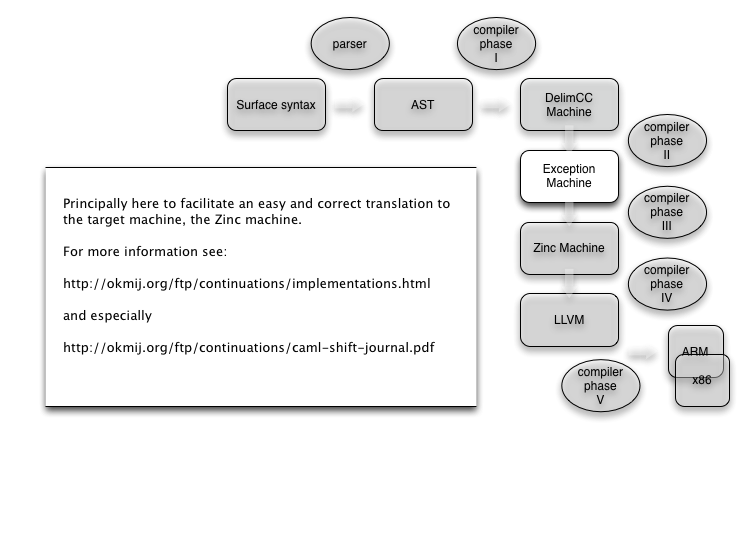 parser
compiler
phase
I
Surface syntax
AST
DelimCC
Machine
compiler
phase
II
Exception
Machine
compiler
phase
III
Zinc Machine
compiler
phase
IV
LLVM
ARM
x86
compiler
phase
V
Principally here to facilitate an easy and correct translation to
the target machine, the Zinc machine.
For more information see:
http://okmij.org/ftp/continuations/implementations.html
and especially
http://okmij.org/ftp/continuations/caml-shift-journal.pdf